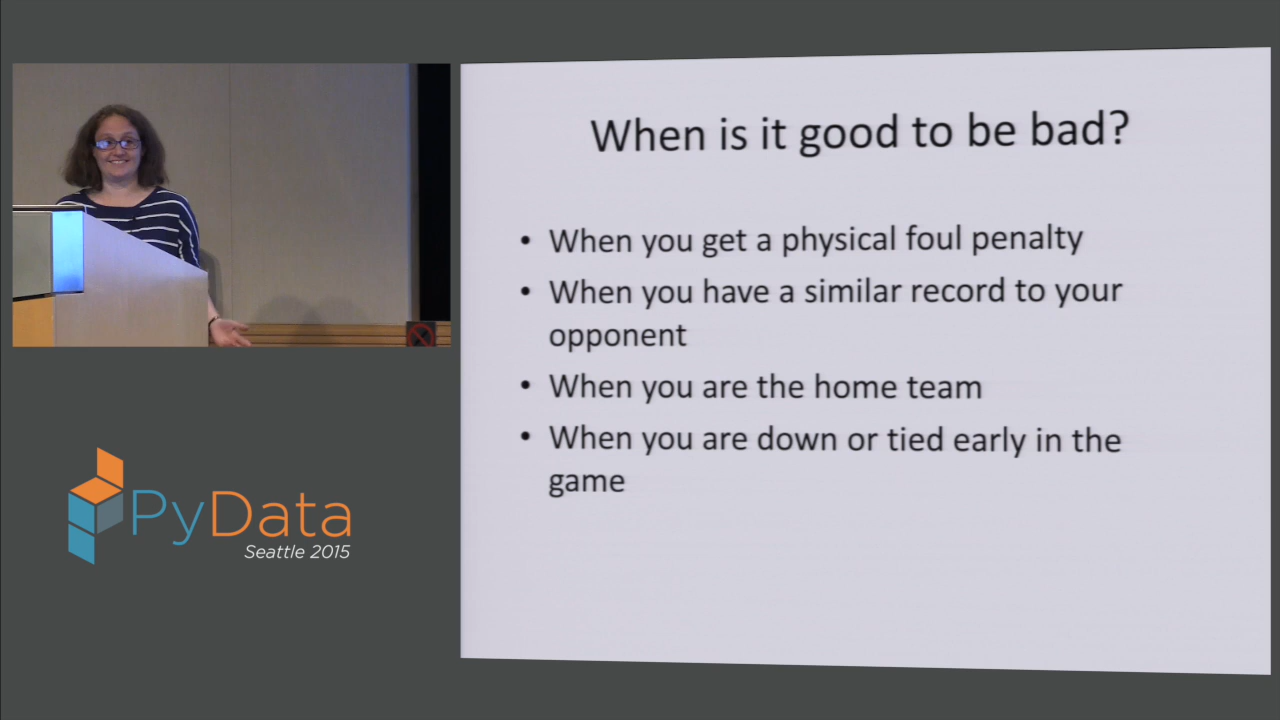 When is it good to be bad?
• When you get a physical foul penalty
• When you have a similar record to your
opponent
• When you are the home team
• When you are down or tied early in the
game
PyData
Seattle 2015